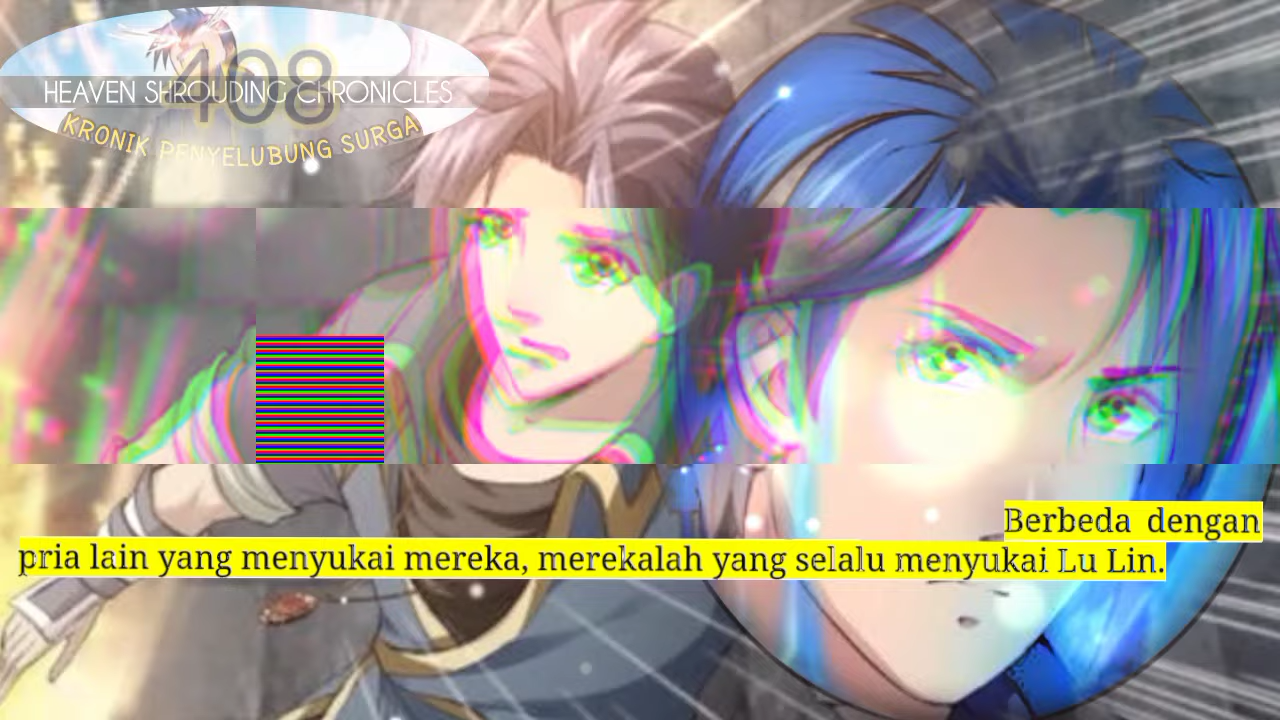 408
HEAVEN SHROUDING CHRONICLES
KRONIK PENYELUBUNG SURGA
Berbeda dengan
pria lain yang menyukai mereka, merekalah yang selalu menyukai Lu Lin.